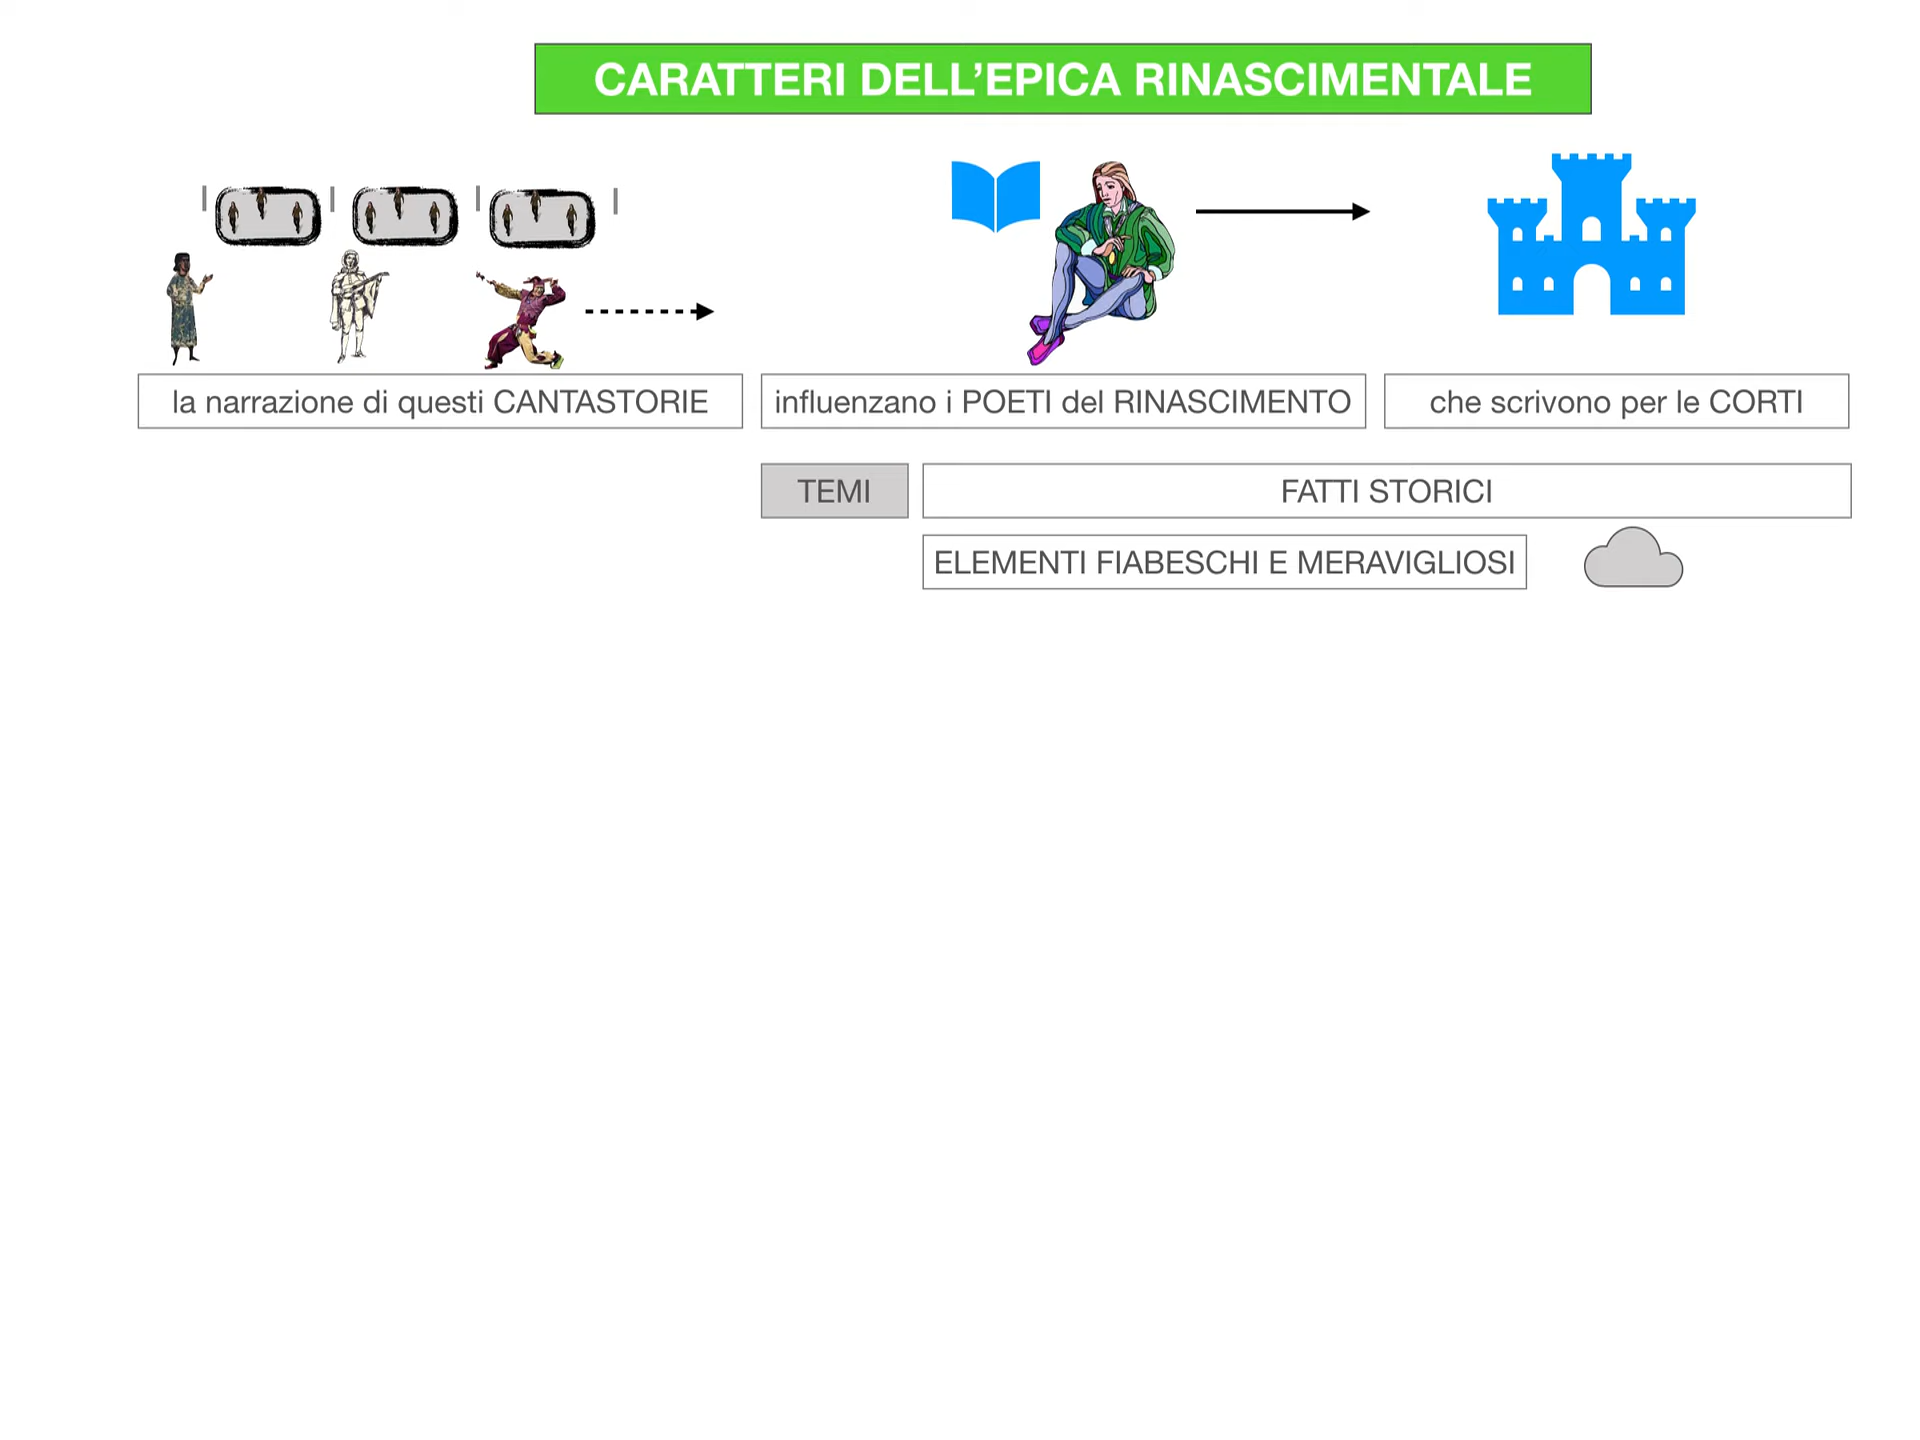 CARATTERI DELL’EPICA RINASCIMENTALE
la narrazione di questi CANTASTORIE
influenzano i POETI del RINASCIMENTO
che scrivono per le CORTI
TEMI
FATTI STORICI
ELEMENTI FIABESCHI E MERAVIGLIOSI